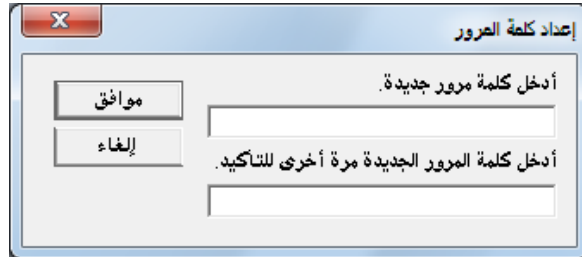 إعداد كلمة المرور
أدخل كلمة مرور جديدة.
موافق
إلغاء
أدخل كلمة المرور الجديدة مرة أخرى للتأكيد.